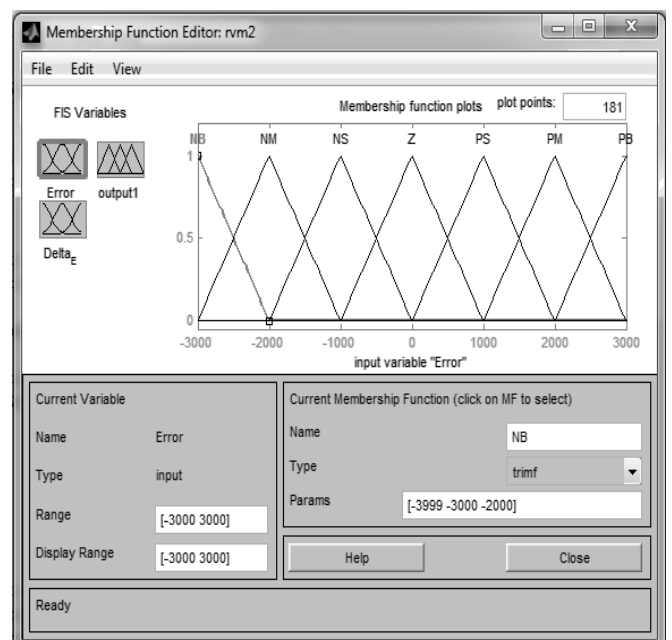 Membership Function Editor: rvm2
File Edit View
FIS Variables
Error
output1
Delta_E
Membership function plots plot points: 181
NB NM NS Z PS PM PB
1
0.5
0
-3000 -2000 -1000 0 1000 2000 3000
input variable "Error"
Current Variable
Name Error
Type input
Range [-3000 3000]
Display Range [-3000 3000]
Current Membership Function (click on MF to select)
Name NB
Type trimf
Params [-3999 -3000 -2000]
Help Close
Ready